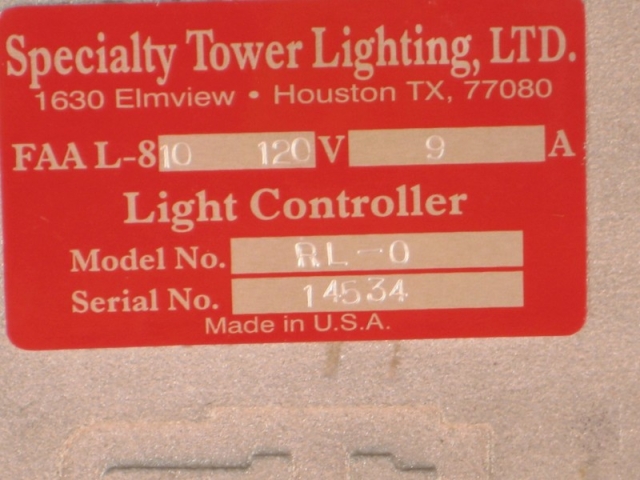 Specialty Tower Lighting, LTD.
1630 Elmview • Houston TX, 77080
FAA L-810 120 V 9 A
Light Controller
Model No. RL-0
Serial No. 14534
Made in U.S.A.